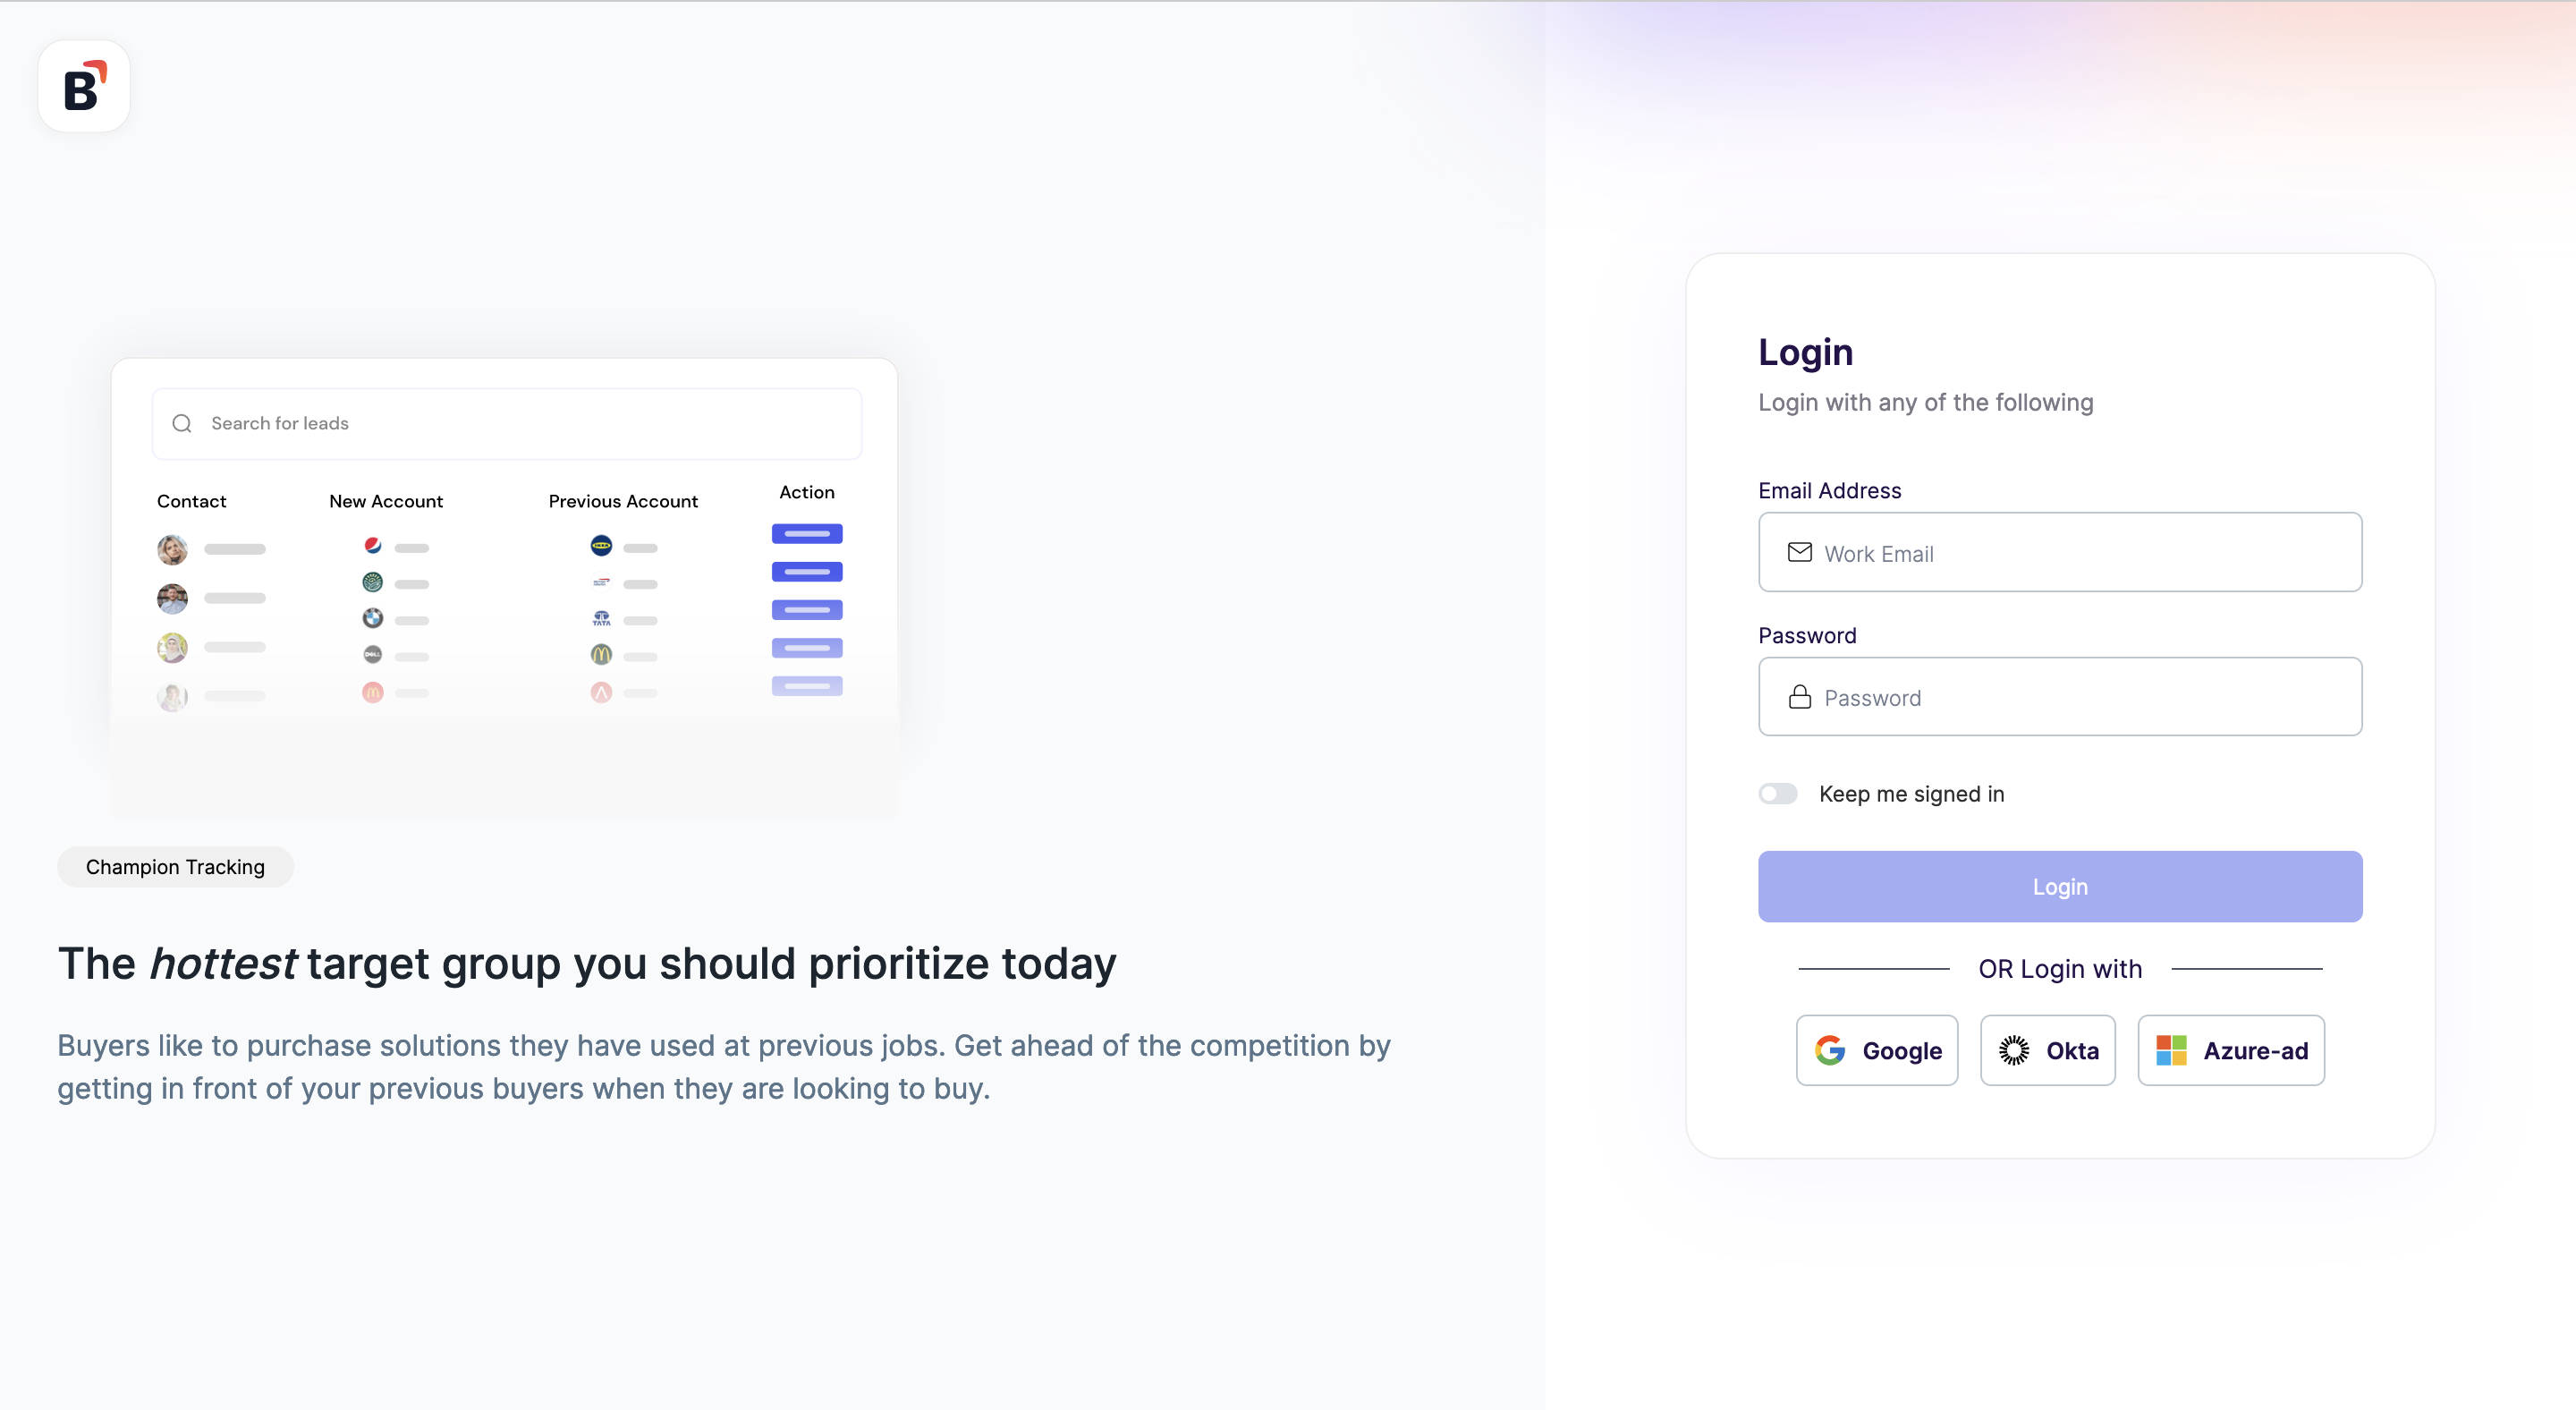 B
Search for leads
Contact New Account Previous Account Action
TATA
DELL
Champion Tracking
The hottest target group you should prioritize today
Buyers like to purchase solutions they have used at previous jobs. Get ahead of the competition by
getting in front of your previous buyers when they are looking to buy.
Login
Login with any of the following
Email Address
Work Email
Password
Password
Keep me signed in
Login
OR Login with
Google Okta Azure-ad